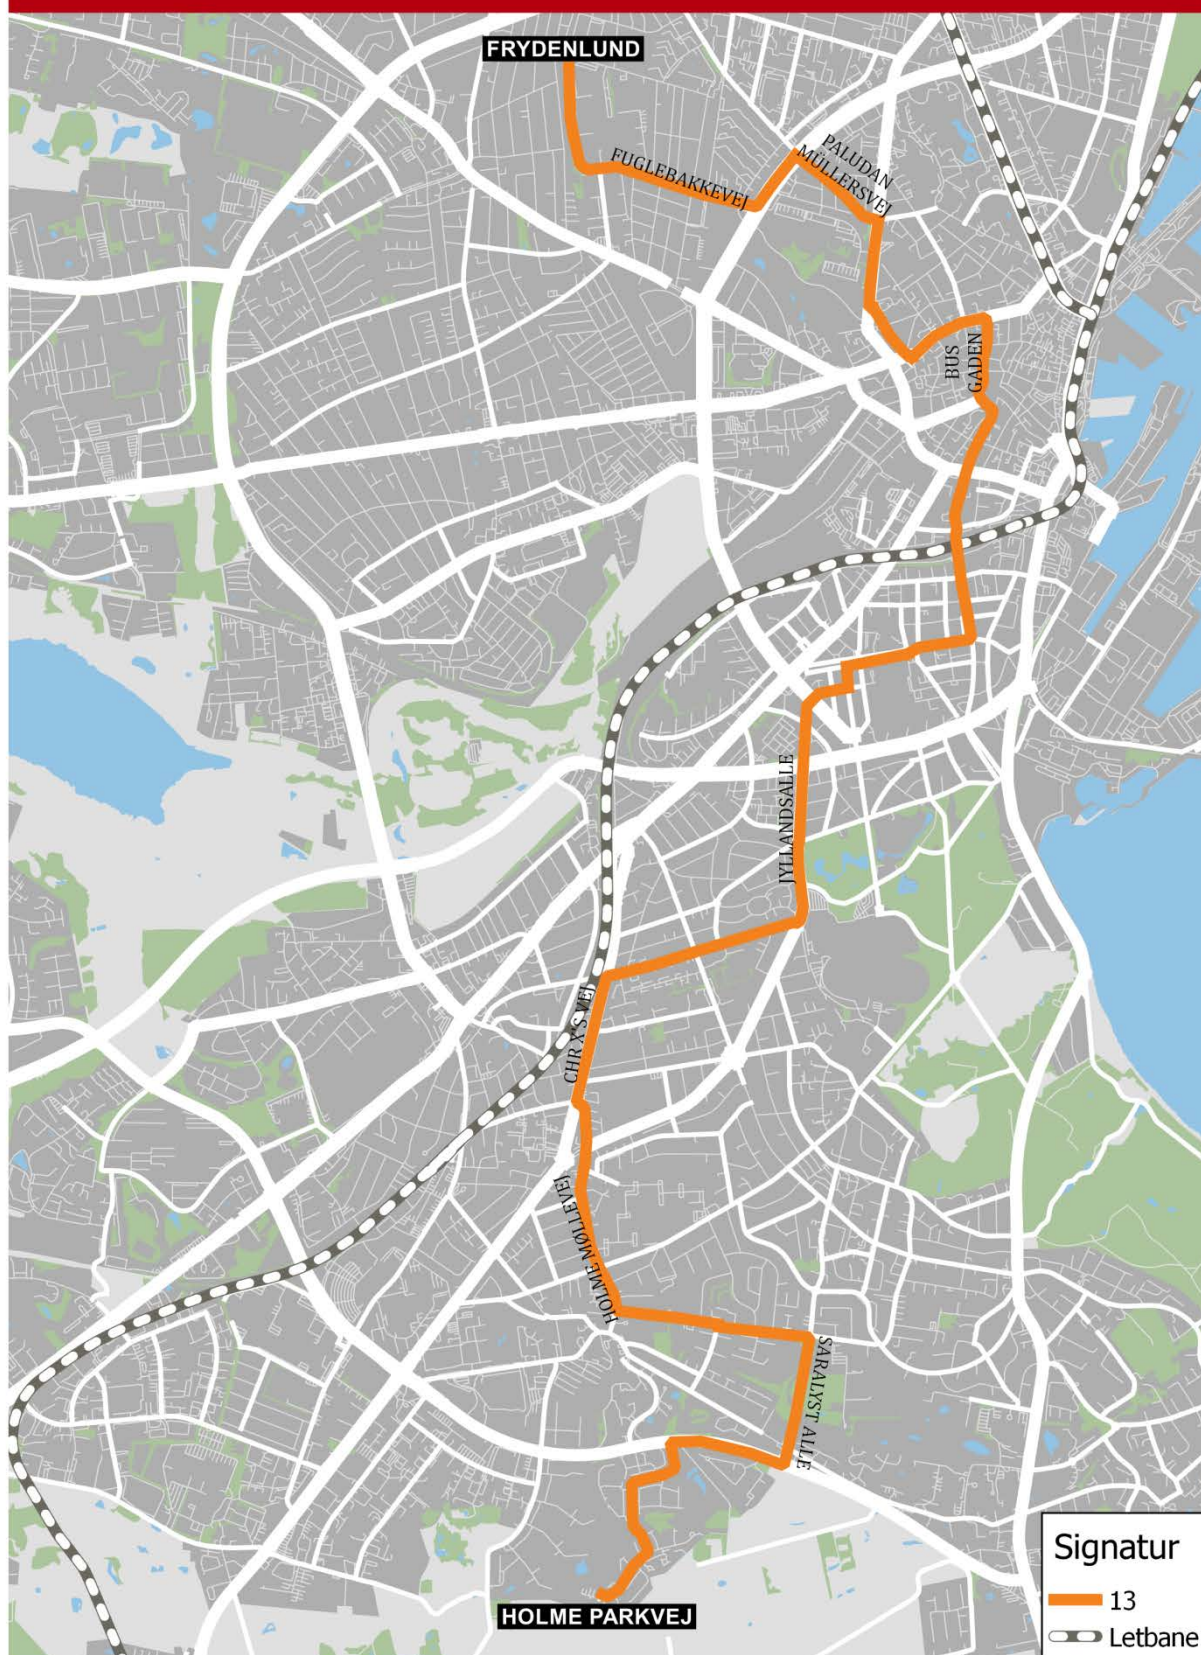 FRYDENLUND
FUGLEBAKKEVEJ
PALUDAN
MÜLLERSVEJ
BUS
GADEN
JYLLANDSALLE
CHR X'S VEJ
HOLME MØLLEVEJ
SARALYST ALLE
HOLME PARKVEJ
Signatur
13
Letbane